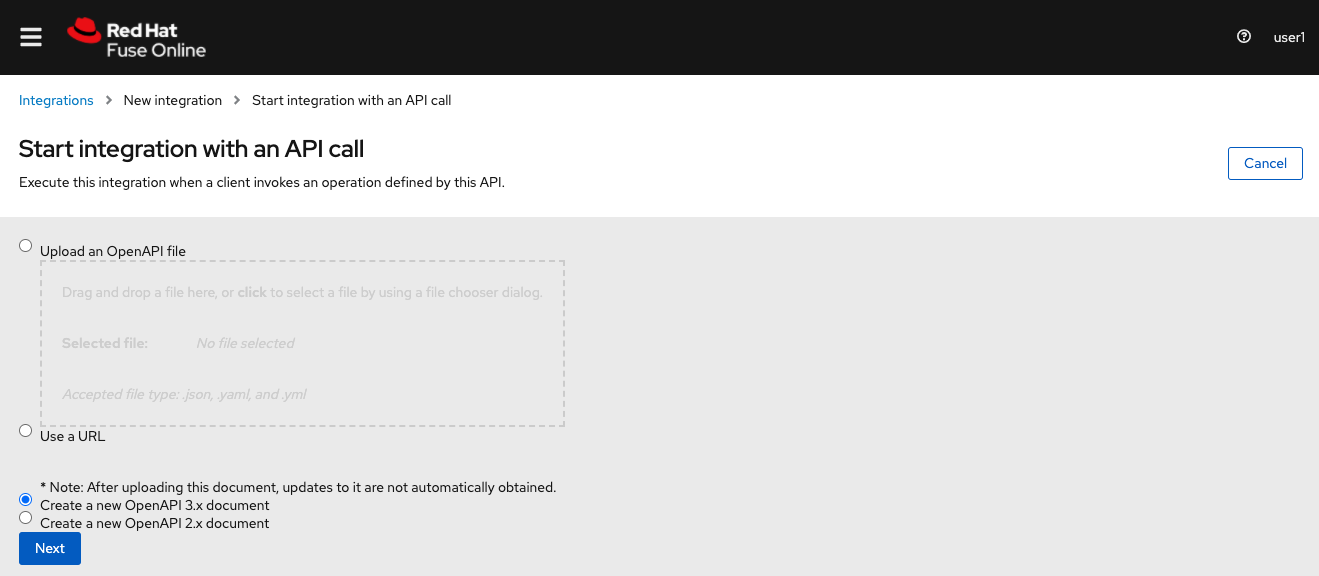 Red Hat
Fuse Online
user1
Integrations > New integration > Start integration with an API call
Start integration with an API call
Cancel
Execute this integration when a client invokes an operation defined by this API.
Upload an OpenAPI file
Drag and drop a file here, or click to select a file by using a file chooser dialog.
Selected file: No file selected
Accepted file type: .json, .yaml, and .yml
Use a URL
* Note: After uploading this document, updates to it are not automatically obtained.
Create a new OpenAPI 3.x document
Create a new OpenAPI 2.x document
Next